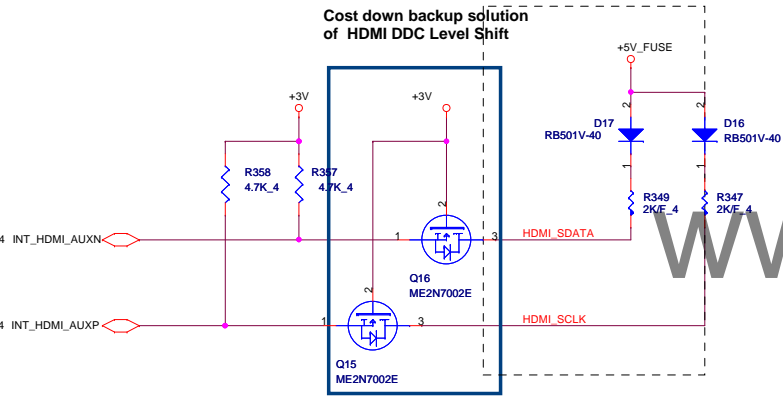 Cost down backup solution
of HDMI DDC Level Shift
+5V_FUSE
+3V
+3V
2
2
D17
RB501V-40
D16
RB501V-40
1
1
R358
4.7K_4
R357
4.7K_4
R349
2K/F_4
R347
2K/F_4
2
4 INT_HDMI_AUXN
1
3
HDMI_SDATA
Q16
ME2N7002E
2
4 INT_HDMI_AUXP
1
3
HDMI_SCLK
Q15
ME2N7002E